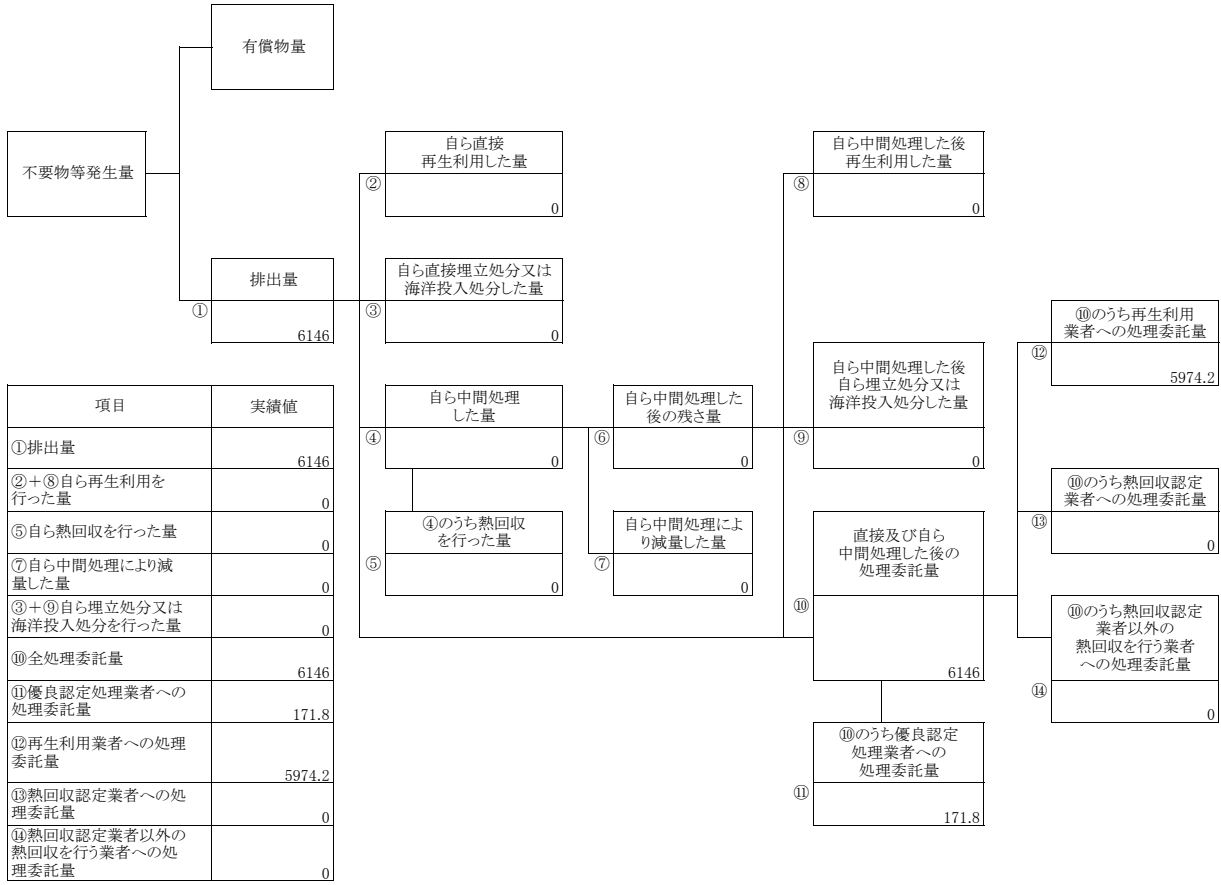 有償物量
不要物等発生量
自ら直接
再生利用した量
②
0
自ら中間処理した後
再生利用した量
⑧
0
排出量
①
6146
自ら直接埋立処分又は
海洋投入処分した量
③
0
⑩のうち再生利用
業者への処理委託量
⑫
5974.2
自ら中間処理
した量
④
0
自ら中間処理した
後の残さ量
⑥
0
自ら中間処理した後
自ら埋立処分又は
海洋投入処分した量
⑨
0
⑩のうち熱回収認定
業者への処理委託量
⑬
0
④のうち熱回収
を行った量
⑤
0
自ら中間処理によ
り減量した量
⑦
0
直接及び自ら
中間処理した後の
処理委託量
⑩
6146
⑩のうち熱回収認定
業者以外の
熱回収を行う業者
への処理委託量
⑭
0
⑩のうち優良認定
処理業者への
処理委託量
⑪
171.8
項目 実績値
①排出量
6146
②＋⑧自ら再生利用を
行った量
0
⑤自ら熱回収を行った量
0
⑦自ら中間処理により減
量した量
0
③＋⑨自ら埋立処分又は
海洋投入処分を行った量
0
⑩全処理委託量
6146
⑪優良認定処理業者への
処理委託量
171.8
⑫再生利用業者への処理
委託量
5974.2
⑬熱回収認定業者への処
理委託量
0
⑭熱回収認定業者以外の
熱回収を行う業者への処
理委託量
0